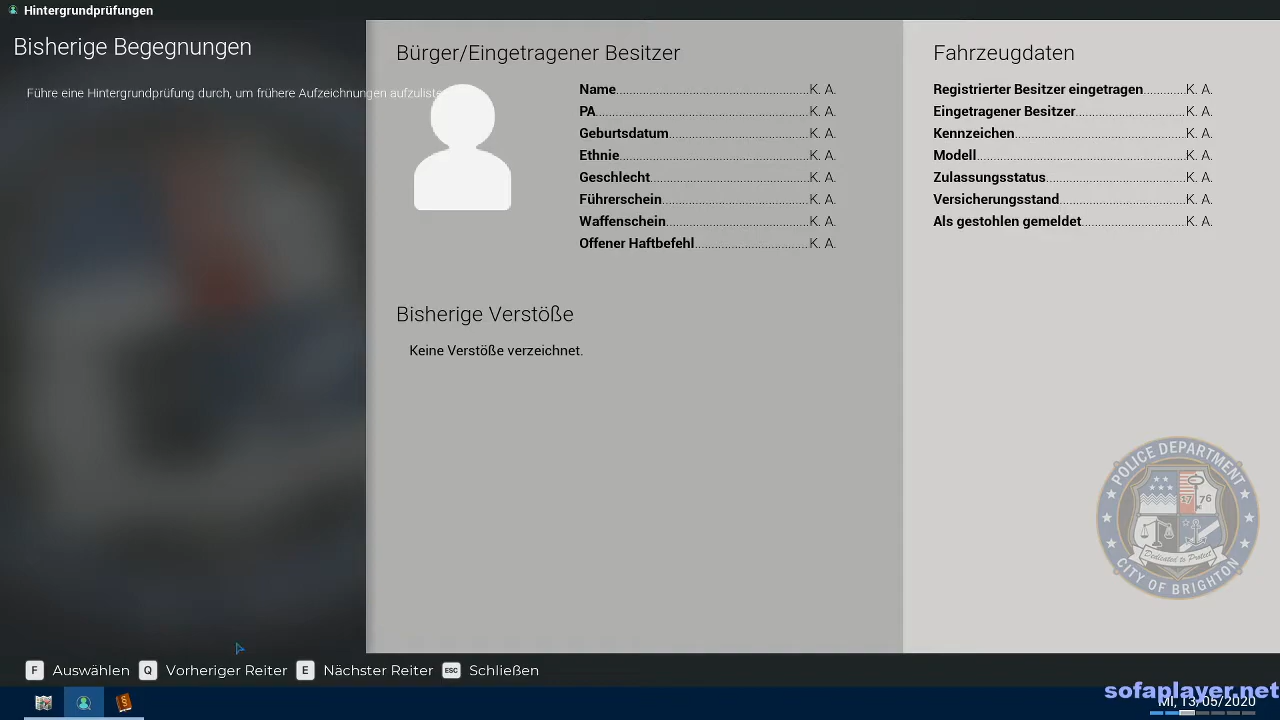 Hintergrundprüfungen
Bisherige Begegnungen
Führe eine Hintergrundprüfung durch, um frühere Aufzeichnungen aufzuliste
Bürger/Eingetragener Besitzer
Name K. A.
PA K. A.
Geburtsdatum K. A.
Ethnie K. A.
Geschlecht K. A.
Führerschein K. A.
Waffenschein K. A.
Offener Haftbefehl K. A.
Bisherige Verstöße
Keine Verstöße verzeichnet.
Fahrzeugdaten
Registrierter Besitzer eingetragen K. A.
Eingetragener Besitzer K. A.
Kennzeichen K. A.
Modell K. A.
Zulassungsstatus K. A.
Versicherungsstand K. A.
Als gestohlen gemeldet K. A.
POLICE DEPARTMENT
17 76
Dedicated to Protect
CITY OF BRIGHTON
F Auswählen Q Vorheriger Reiter E Nächster Reiter ESC Schließen
sofaplayer.net
MI, 13/05/2020